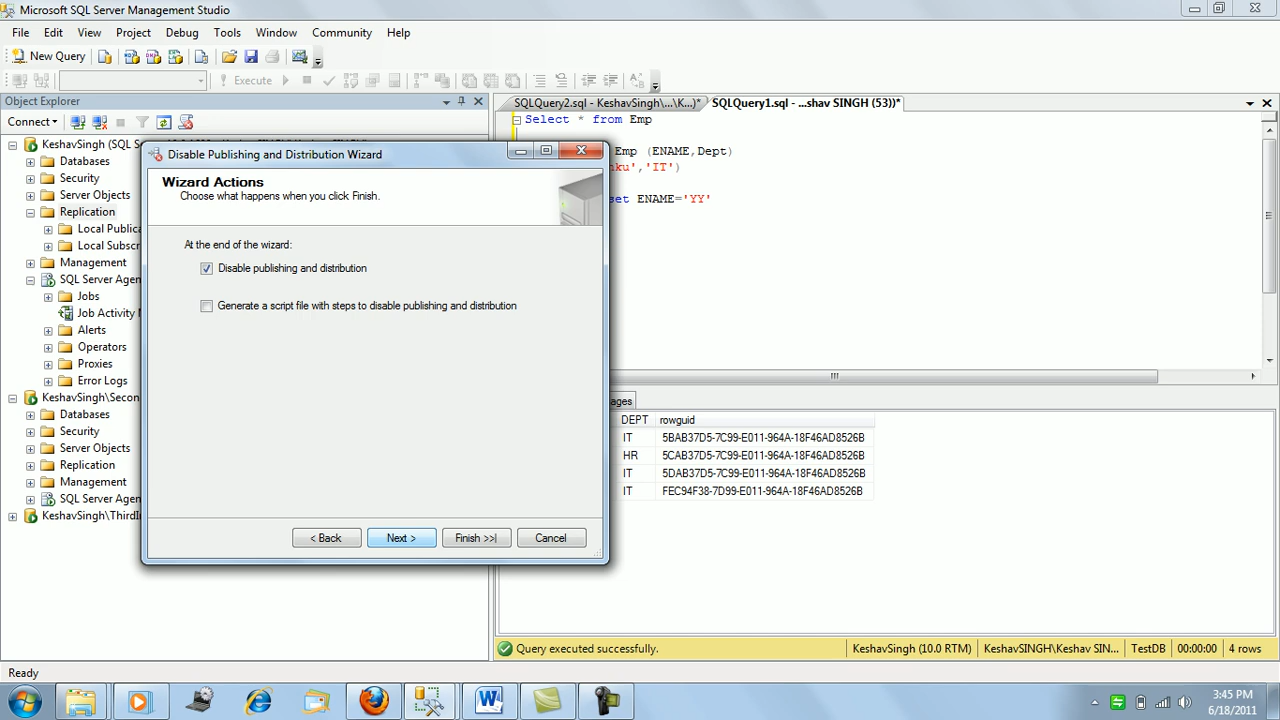 Microsoft SQL Server Management Studio
File Edit View Project Debug Tools Window Community Help
New Query
Execute
Object Explorer
Connect
KeshavSingh (SQL S
Databases
Security
Server Objects
Replication
Local Publica
Local Subscr
Management
SQL Server Agen
Jobs
Job Activity
Alerts
Operators
Proxies
Error Logs
KeshavSingh\Secon
Databases
Security
Server Objects
Replication
Management
SQL Server Agen
KeshavSingh\ThirdIn
Disable Publishing and Distribution Wizard
Wizard Actions
Choose what happens when you click Finish.
At the end of the wizard:
Disable publishing and distribution
Generate a script file with steps to disable publishing and distribution
< Back Next > Finish >>| Cancel
SQLQuery2.sql - KeshavSingh\...\K...)* SQLQuery1.sql - ...shav SINGH (53))*
Select * from Emp
Emp (ENAME,Dept)
ku','IT')
set ENAME='YY'
ages
DEPT rowguid
IT 5BAB37D5-7C99-E011-964A-18F46AD8526B
HR 5CAB37D5-7C99-E011-964A-18F46AD8526B
IT 5DAB37D5-7C99-E011-964A-18F46AD8526B
IT FEC94F38-7D99-E011-964A-18F46AD8526B
Query executed successfully. KeshavSingh (10.0 RTM) KeshavSINGH\Keshav SIN... TestDB 00:00:00 4 rows
Ready
3:45 PM
6/18/2011